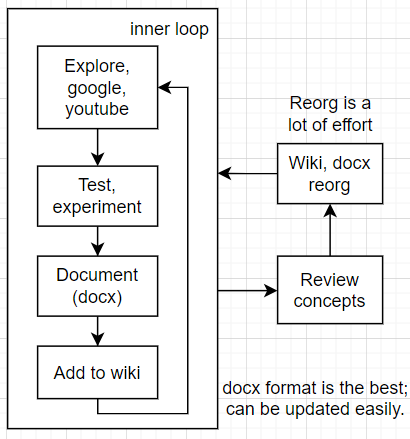 inner loop
Explore,
google,
youtube
Test,
experiment
Document
(docx)
Add to wiki
Reorg is a
lot of effort
Wiki, docx
reorg
Review
concepts
docx format is the best;
can be updated easily.